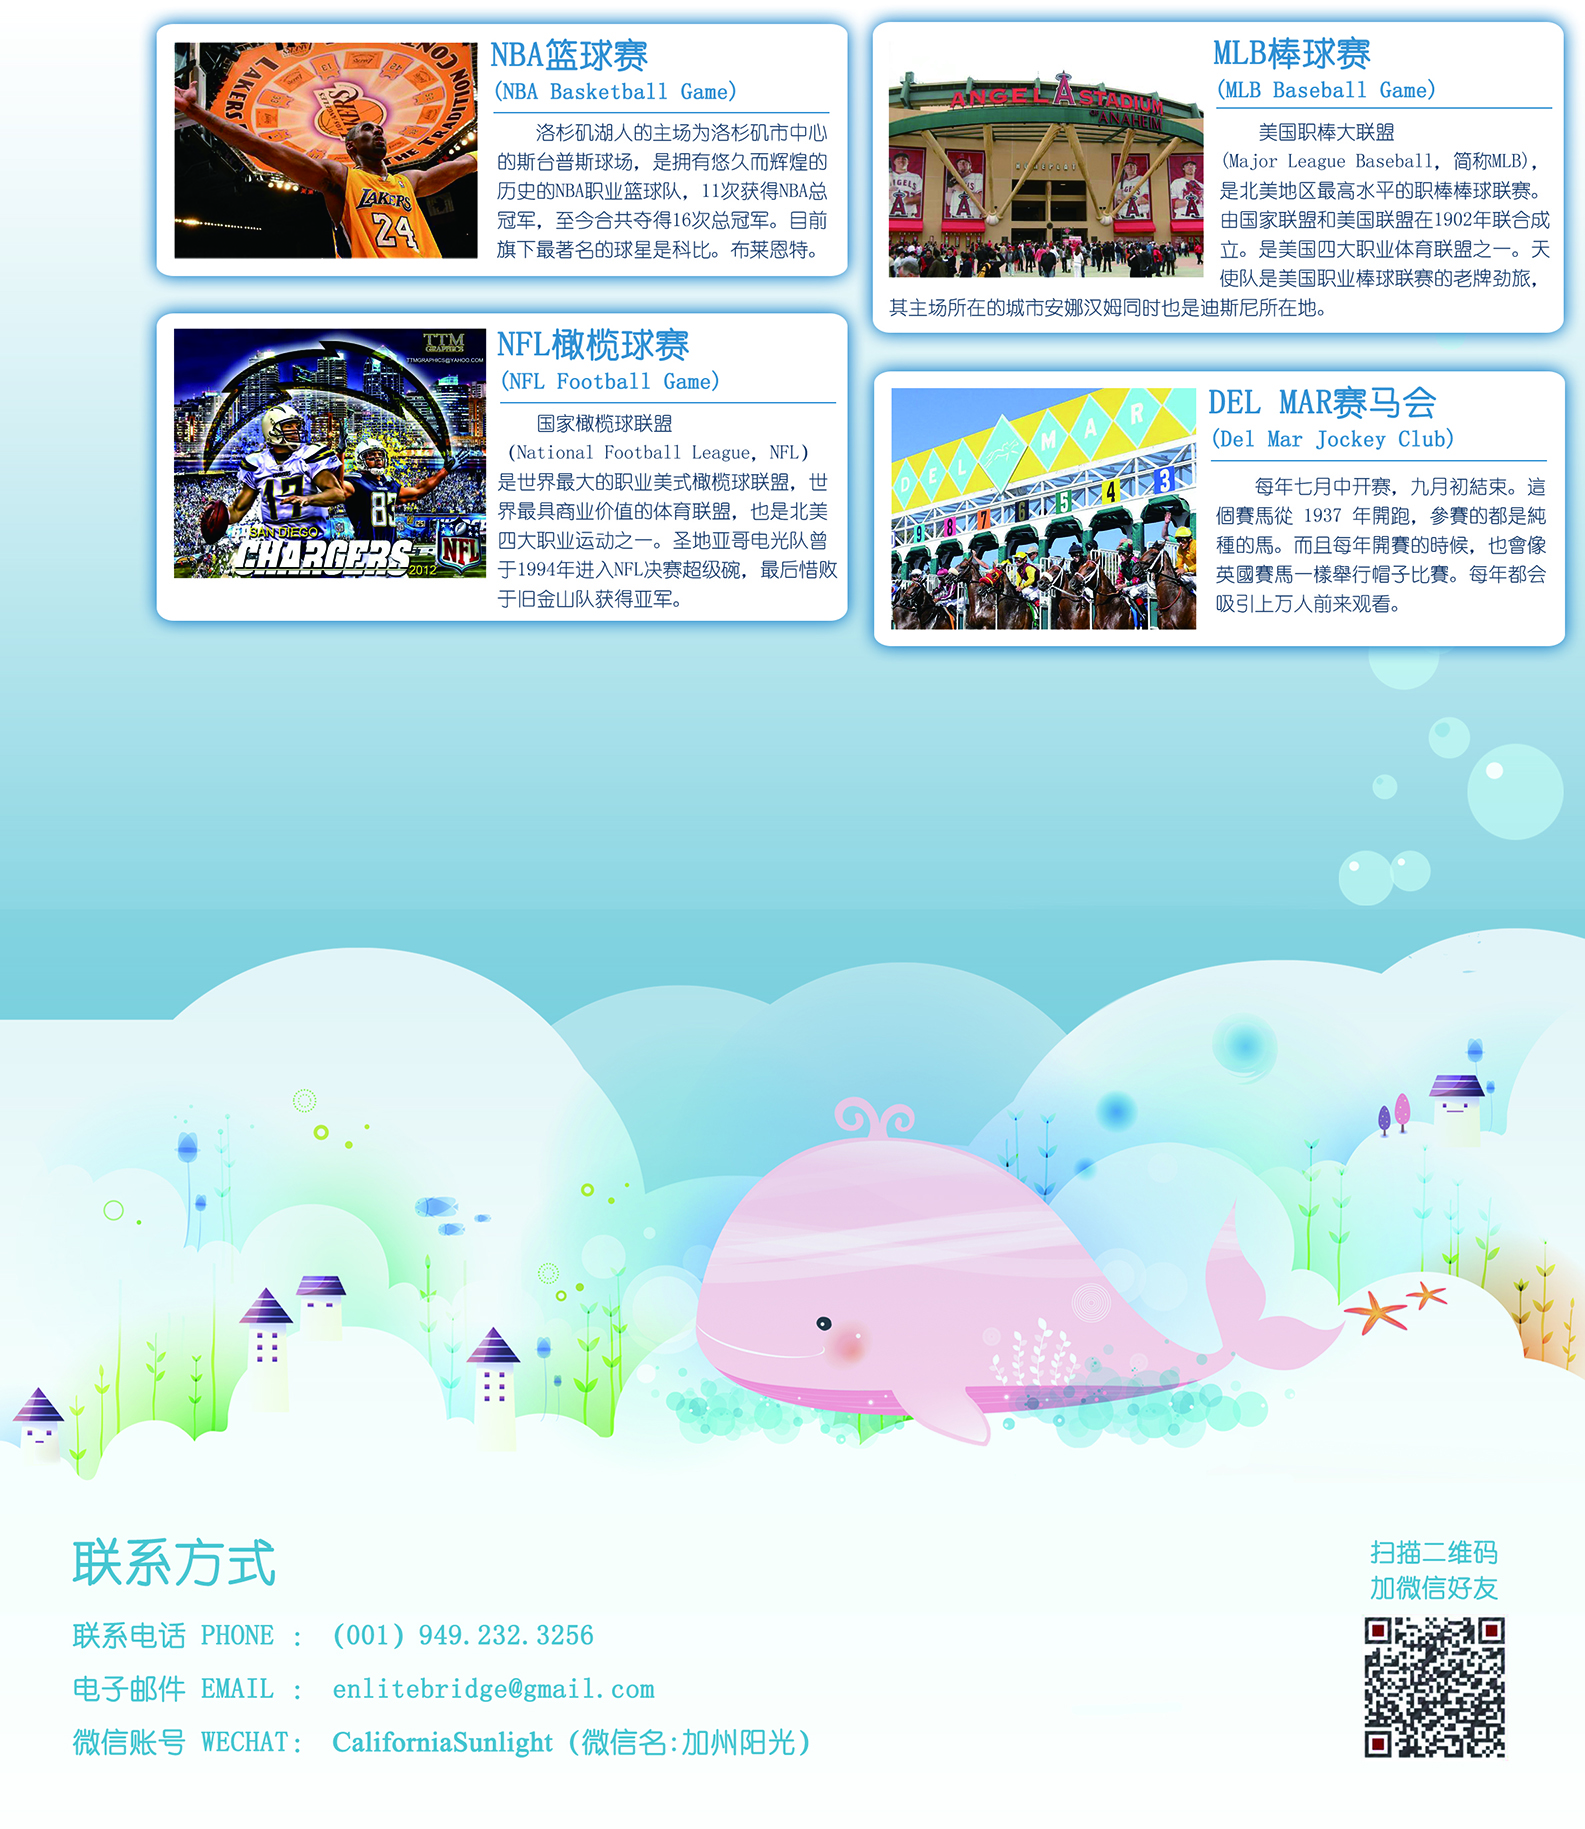 NBA篮球赛
(NBA Basketball Game)
洛杉矶湖人的主场为洛杉矶市中心
的斯台普斯球场，是拥有悠久而辉煌的
历史的NBA职业篮球队，11次获得NBA总
冠军，至今合共夺得16次总冠军。目前
旗下最著名的球星是科比。布莱恩特。
LAKERS
THE TRADITION CON
LAKERS
24
MLB棒球赛
(MLB Baseball Game)
美国职棒大联盟
(Major League Baseball，简称MLB)，
是北美地区最高水平的职棒棒球联赛。
由国家联盟和美国联盟在1902年联合成
立。是美国四大职业体育联盟之一。天
使队是美国职业棒球联赛的老牌劲旅，
其主场所在的城市安娜汉姆同时也是迪斯尼所在地。
ANGEL STADIUM
OF ANAHEIM
HOMEPLATE
NFL橄榄球赛
(NFL Football Game)
国家橄榄球联盟
（National Football League，NFL）
是世界最大的职业美式橄榄球联盟，世
界最具商业价值的体育联盟，也是北美
四大职业运动之一。圣地亚哥电光队曾
于1994年进入NFL决赛超级碗，最后惜败
于旧金山队获得亚军。
TTM
GRAPHICS
TTMGRAPHICS@YAHOO.COM
17
83
SAN DIEGO
CHARGERS
2012
NFL
DEL MAR赛马会
(Del Mar Jockey Club)
每年七月中开赛，九月初結束。這
個賽馬從 1937 年開跑，參賽的都是純
種的馬。而且每年開賽的時候，也會像
英國賽馬一樣舉行帽子比賽。每年都会
吸引上万人前来观看。
DEL MAR
9 8 7 6 5 4 3
联系方式
联系电话 PHONE ： (001) 949.232.3256
电子邮件 EMAIL ： enlitebridge@gmail.com
微信账号 WECHAT： CaliforniaSunlight (微信名:加州阳光)
扫描二维码
加微信好友